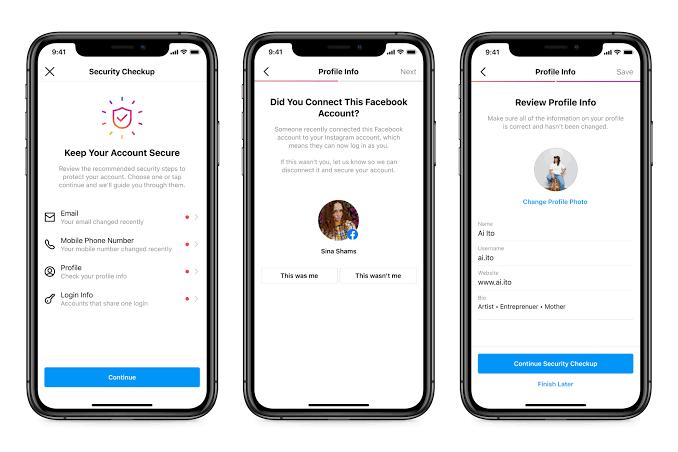 9:41
Security Checkup
Keep Your Account Secure
Review the recommended security steps to
protect your account. Choose one or tap
continue and we'll guide you through them.
Email
Your email changed recently
Mobile Phone Number
Your mobile number changed recently
Profile
Check your profile info
Login Info
Accounts that share one login
Continue
9:41
Profile Info
Next
Did You Connect This Facebook
Account?
Someone recently connected this Facebook
account to your Instagram account, which
means they can now log in as you.
If this wasn't you, let us know so we can
disconnect it and secure your account.
Sina Shams
This was me
This wasn't me
9:41
Profile Info
Save
Review Profile Info
Make sure all of the information on your profile
is correct and hasn't been changed.
Change Profile Photo
Name
Ai Ito
Username
ai.ito
Website
www.ai.ito
Bio
Artist • Entreprenuer • Mother
Continue Security Checkup
Finish Later